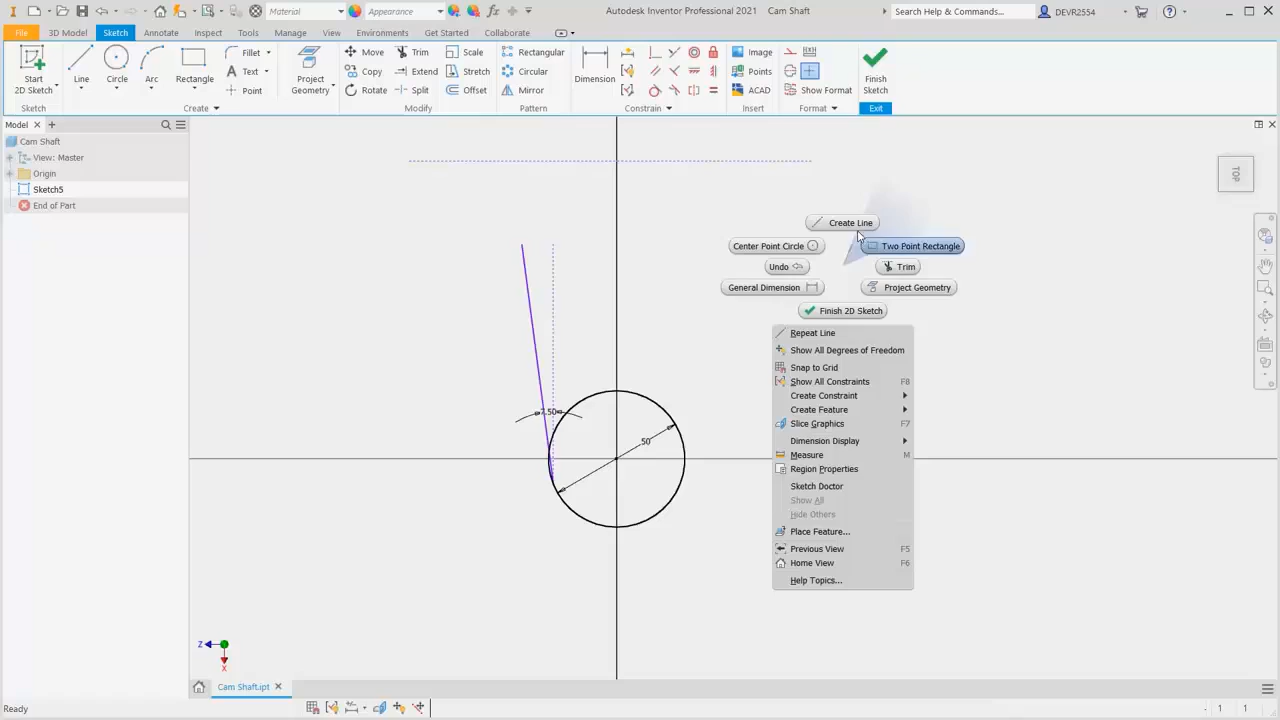 Material
Appearance
Autodesk Inventor Professional 2021 Cam Shaft
Search Help & Commands...
DEVR2554
File
3D Model
Sketch
Annotate
Inspect
Tools
Manage
View
Environments
Get Started
Collaborate
Start
2D Sketch
Line
Circle
Arc
Rectangle
Fillet
Text
Point
Project
Geometry
Move
Copy
Rotate
Trim
Extend
Split
Scale
Stretch
Offset
Rectangular
Circular
Mirror
Dimension
Image
Points
ACAD
Show Format
Finish
Sketch
Sketch
Create
Modify
Pattern
Constrain
Insert
Format
Exit
Model
Cam Shaft
View: Master
Origin
Sketch5
End of Part
TOP
Create Line
Center Point Circle
Two Point Rectangle
Undo
Trim
General Dimension
Project Geometry
Finish 2D Sketch
Repeat Line
Show All Degrees of Freedom
Snap to Grid
Show All Constraints F8
Create Constraint
Create Feature
Slice Graphics F7
Dimension Display
Measure M
Region Properties
Sketch Doctor
Show All
Hide Others
Place Feature...
Previous View F5
Home View F6
Help Topics...
7.50
50
Z
X
Cam Shaft.ipt
Ready
1 1